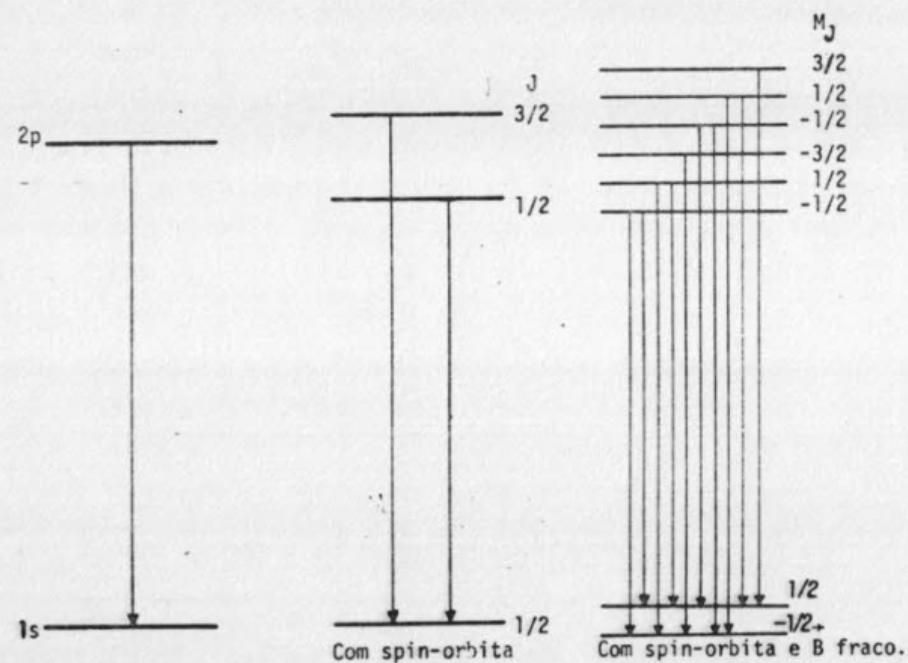 M_J
3/2
1/2
-1/2
-3/2
1/2
-1/2
J
3/2
1/2
2p
1/2
-1/2
1s
1/2
Com spin-orbita
Com spin-orbita e B fraco.